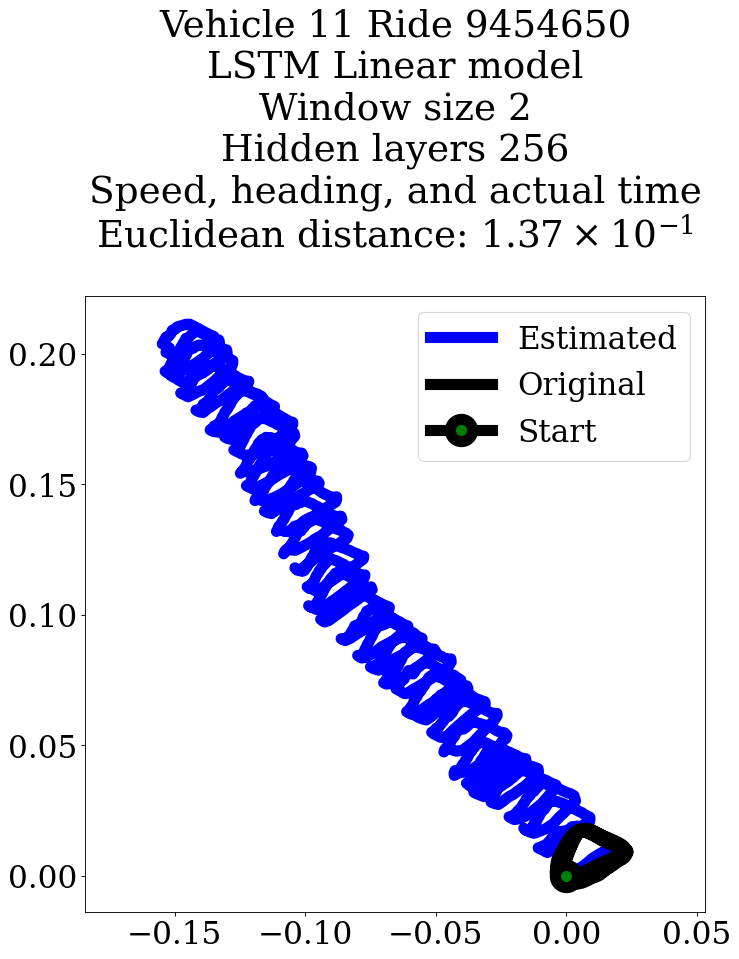 Vehicle 11 Ride 9454650
LSTM Linear model
Window size 2
Hidden layers 256
Speed, heading, and actual time
Euclidean distance: 1.37 × 10⁻¹
Estimated
Original
Start
0.20
0.15
0.10
0.05
0.00
−0.15 −0.10 −0.05 0.00 0.05